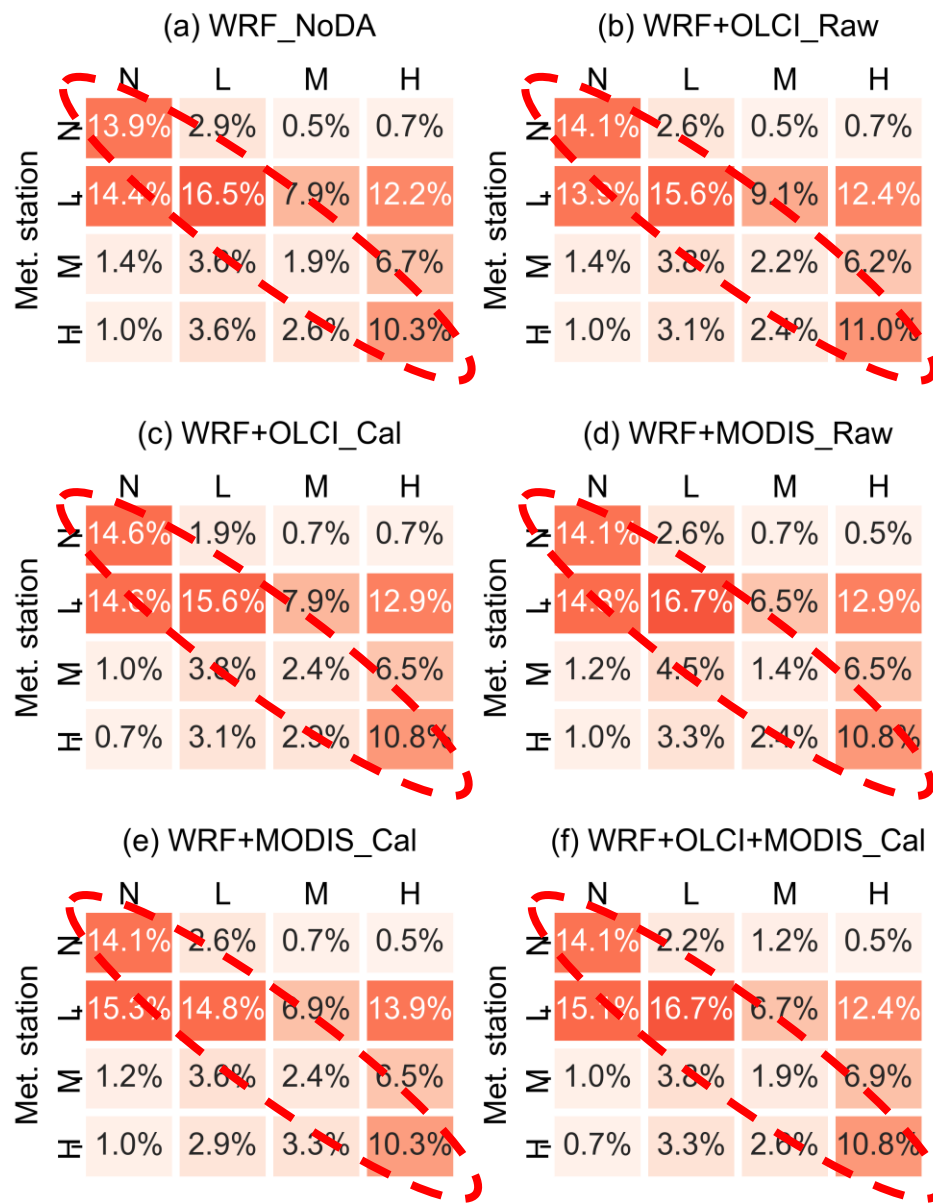 (a) WRF_NoDA
N L M H
Met. station
N 13.9% 2.9% 0.5% 0.7%
L 14.4% 16.5% 7.9% 12.2%
M 1.4% 3.6% 1.9% 6.7%
H 1.0% 3.6% 2.6% 10.3%
(b) WRF+OLCI_Raw
N L M H
Met. station
N 14.1% 2.6% 0.5% 0.7%
L 13.9% 15.6% 9.1% 12.4%
M 1.4% 3.8% 2.2% 6.2%
H 1.0% 3.1% 2.4% 11.0%
(c) WRF+OLCI_Cal
N L M H
Met. station
N 14.6% 1.9% 0.7% 0.7%
L 14.6% 15.6% 7.9% 12.9%
M 1.0% 3.8% 2.4% 6.5%
H 0.7% 3.1% 2.9% 10.8%
(d) WRF+MODIS_Raw
N L M H
Met. station
N 14.1% 2.6% 0.7% 0.5%
L 14.8% 16.7% 6.5% 12.9%
M 1.2% 4.5% 1.4% 6.5%
H 1.0% 3.3% 2.4% 10.8%
(e) WRF+MODIS_Cal
N L M H
Met. station
N 14.1% 2.6% 0.7% 0.5%
L 15.3% 14.8% 6.9% 13.9%
M 1.2% 3.6% 2.4% 6.5%
H 1.0% 2.9% 3.3% 10.3%
(f) WRF+OLCI+MODIS_Cal
N L M H
Met. station
N 14.1% 2.2% 1.2% 0.5%
L 15.1% 16.7% 6.7% 12.4%
M 1.0% 3.8% 1.9% 6.9%
H 0.7% 3.3% 2.6% 10.8%